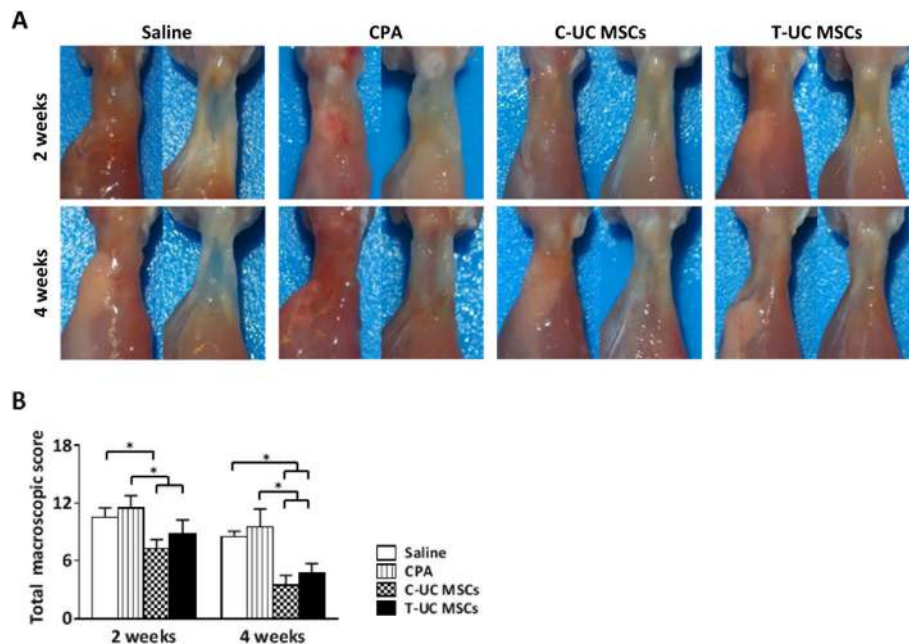 A
Saline CPA C-UC MSCs T-UC MSCs
2 weeks
4 weeks
B
Total macroscopic score
18
12
6
0
* * * *
2 weeks 4 weeks
Saline
CPA
C-UC MSCs
T-UC MSCs